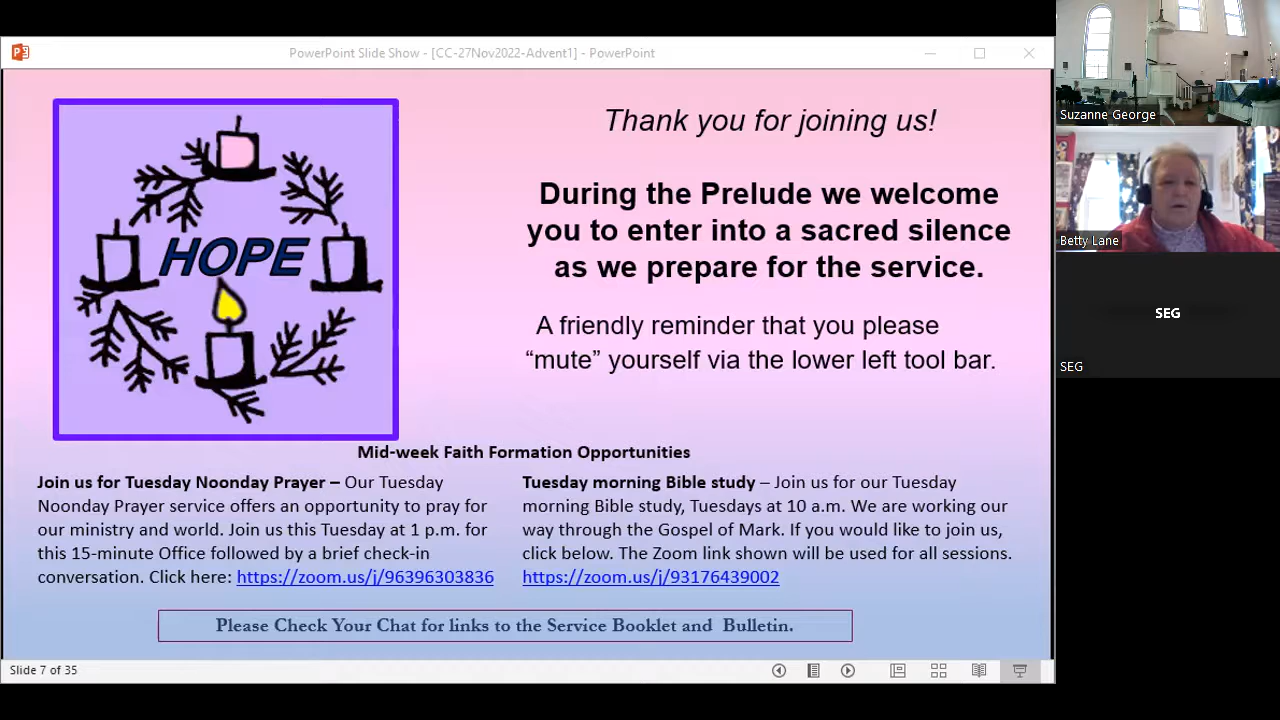 PowerPoint Slide Show - [CC-27Nov2022-Advent1] - PowerPoint
HOPE
Thank you for joining us!
During the Prelude we welcome
you to enter into a sacred silence
as we prepare for the service.
A friendly reminder that you please
“mute” yourself via the lower left tool bar.
Mid-week Faith Formation Opportunities
Join us for Tuesday Noonday Prayer – Our Tuesday
Noonday Prayer service offers an opportunity to pray for
our ministry and world. Join us this Tuesday at 1 p.m. for
this 15-minute Office followed by a brief check-in
conversation. Click here: https://zoom.us/j/96396303836
Tuesday morning Bible study – Join us for our Tuesday
morning Bible study, Tuesdays at 10 a.m. We are working our
way through the Gospel of Mark. If you would like to join us,
click below. The Zoom link shown will be used for all sessions.
https://zoom.us/j/93176439002
Please Check Your Chat for links to the Service Booklet and Bulletin.
Slide 7 of 35
Suzanne George
Betty Lane
SEG
SEG